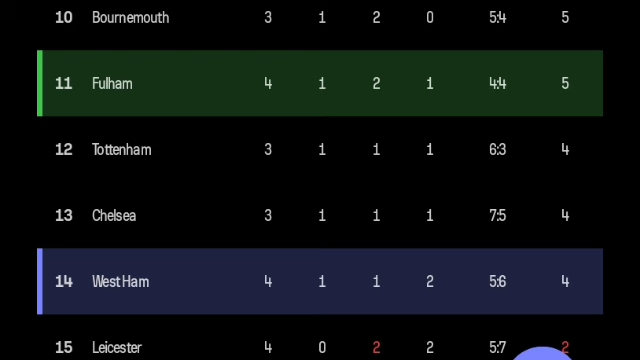 10 Bournemouth 3 1 2 0 5:4 5
11 Fulham 4 1 2 1 4:4 5
12 Tottenham 3 1 1 1 6:3 4
13 Chelsea 3 1 1 1 7:5 4
14 West Ham 4 1 1 2 5:6 4
15 Leicester 4 0 2 2 5:7 2